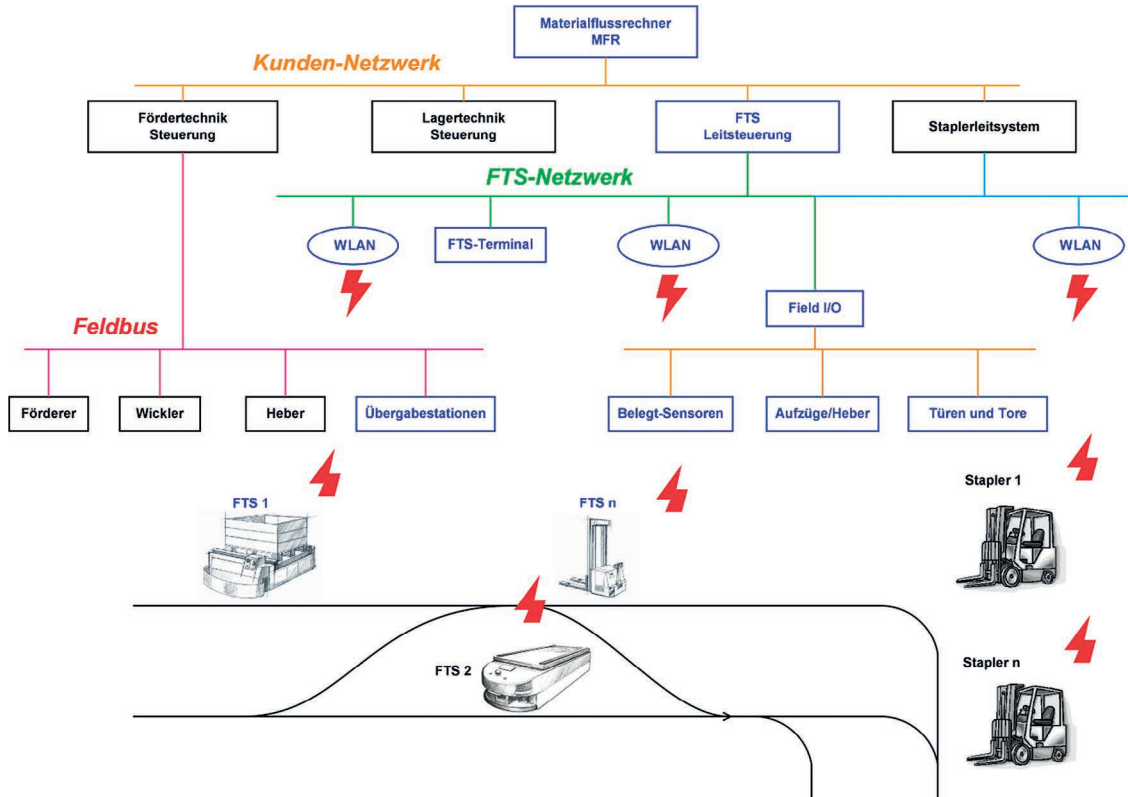 Materialflussrechner
MFR
Kunden-Netzwerk
Fördertechnik
Steuerung
Lagertechnik
Steuerung
FTS
Leitsteuerung
Staplerleitsystem
FTS-Netzwerk
WLAN
FTS-Terminal
WLAN
WLAN
Field I/O
Feldbus
Förderer
Wickler
Heber
Übergabestationen
Belegt-Sensoren
Aufzüge/Heber
Türen und Tore
FTS 1
FTS n
Stapler 1
FTS 2
Stapler n